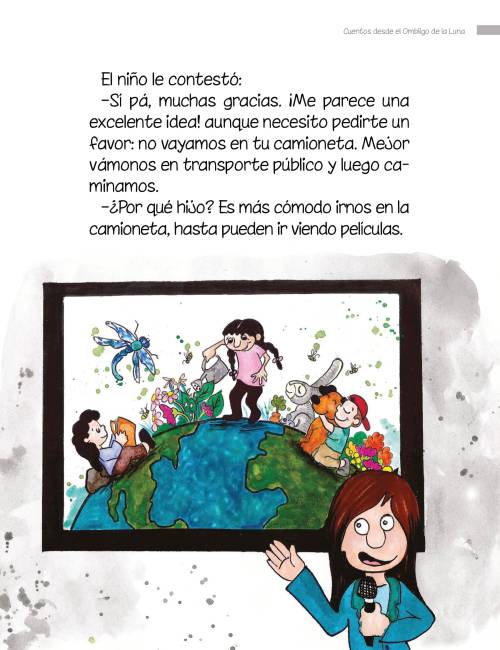 Cuentos desde el Ombligo de la Luna
El niño le contestó:
–Sí pá, muchas gracias. ¡Me parece una
excelente idea! aunque necesito pedirte un
favor: no vayamos en tu camioneta. Mejor
vámonos en transporte público y luego ca-
minamos.
–¿Por qué hijo? Es más cómodo irnos en la
camioneta, hasta pueden ir viendo películas.